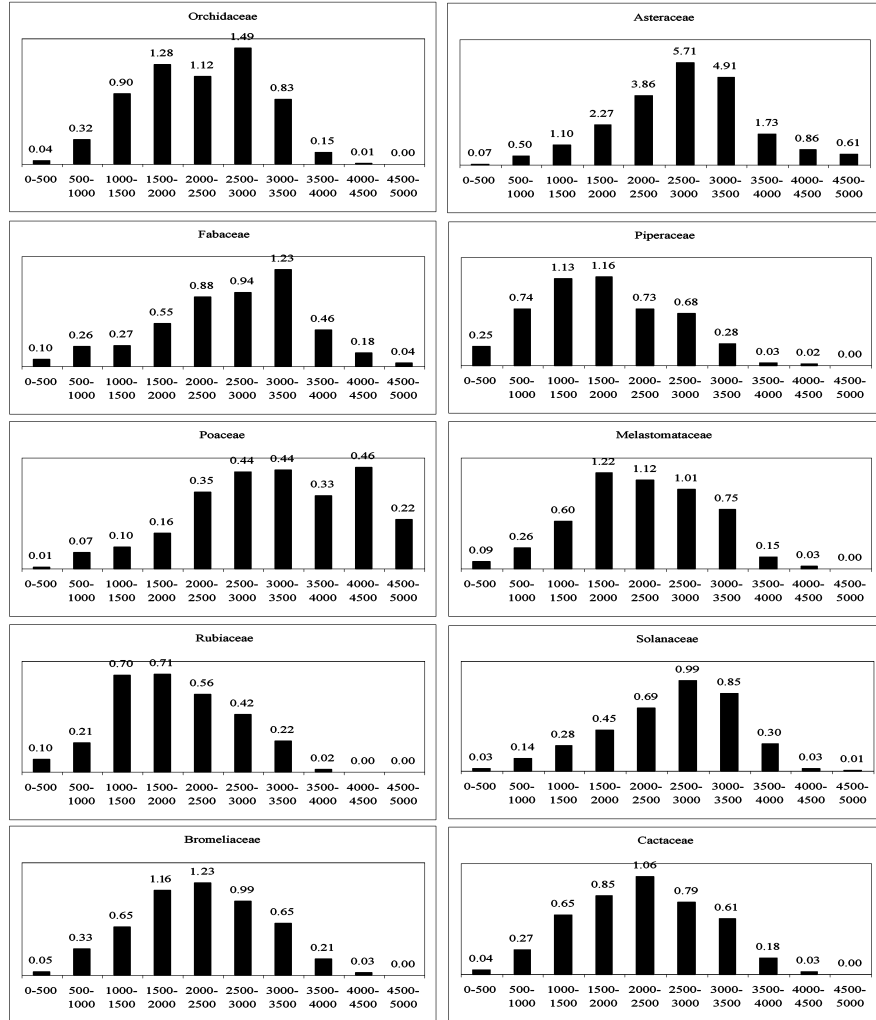 Orchidaceae
0.04 0.32 0.90 1.28 1.12 1.49 0.83 0.15 0.01 0.00
0-500 500- 1000- 1500- 2000- 2500- 3000- 3500- 4000- 4500-
1000 1500 2000 2500 3000 3500 4000 4500 5000
Asteraceae
0.07 0.50 1.10 2.27 3.86 5.71 4.91 1.73 0.86 0.61
0-500 500- 1000- 1500- 2000- 2500- 3000- 3500- 4000- 4500-
1000 1500 2000 2500 3000 3500 4000 4500 5000
Fabaceae
0.10 0.26 0.27 0.55 0.88 0.94 1.23 0.46 0.18 0.04
0-500 500- 1000- 1500- 2000- 2500- 3000- 3500- 4000- 4500-
1000 1500 2000 2500 3000 3500 4000 4500 5000
Piperaceae
0.25 0.74 1.13 1.16 0.73 0.68 0.28 0.03 0.02 0.00
0-500 500- 1000- 1500- 2000- 2500- 3000- 3500- 4000- 4500-
1000 1500 2000 2500 3000 3500 4000 4500 5000
Poaceae
0.01 0.07 0.10 0.16 0.35 0.44 0.44 0.33 0.46 0.22
0-500 500- 1000- 1500- 2000- 2500- 3000- 3500- 4000- 4500-
1000 1500 2000 2500 3000 3500 4000 4500 5000
Melastomataceae
0.09 0.26 0.60 1.22 1.12 1.01 0.75 0.15 0.03 0.00
0-500 500- 1000- 1500- 2000- 2500- 3000- 3500- 4000- 4500-
1000 1500 2000 2500 3000 3500 4000 4500 5000
Rubiaceae
0.10 0.21 0.70 0.71 0.56 0.42 0.22 0.02 0.00 0.00
0-500 500- 1000- 1500- 2000- 2500- 3000- 3500- 4000- 4500-
1000 1500 2000 2500 3000 3500 4000 4500 5000
Solanaceae
0.03 0.14 0.28 0.45 0.69 0.99 0.85 0.30 0.03 0.01
0-500 500- 1000- 1500- 2000- 2500- 3000- 3500- 4000- 4500-
1000 1500 2000 2500 3000 3500 4000 4500 5000
Bromeliaceae
0.05 0.33 0.65 1.16 1.23 0.99 0.65 0.21 0.03 0.00
0-500 500- 1000- 1500- 2000- 2500- 3000- 3500- 4000- 4500-
1000 1500 2000 2500 3000 3500 4000 4500 5000
Cactaceae
0.04 0.27 0.65 0.85 1.06 0.79 0.61 0.18 0.03 0.00
0-500 500- 1000- 1500- 2000- 2500- 3000- 3500- 4000- 4500-
1000 1500 2000 2500 3000 3500 4000 4500 5000